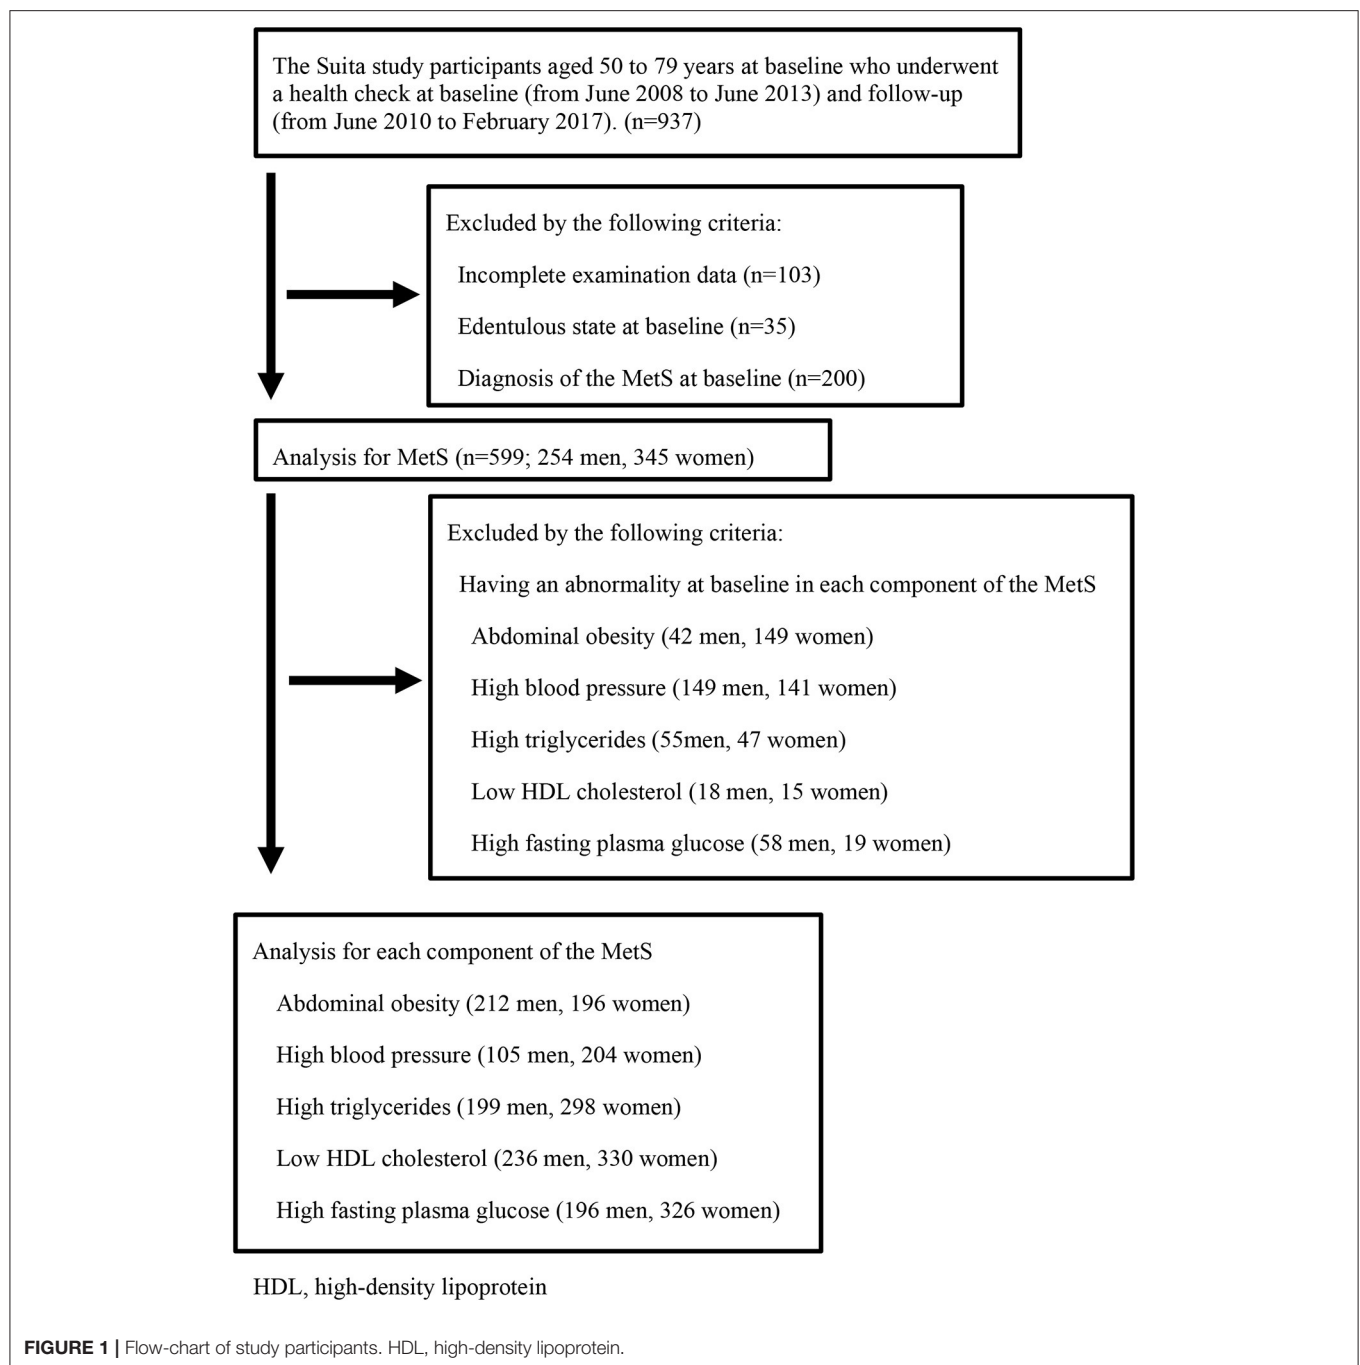 The Suita study participants aged 50 to 79 years at baseline who underwent
a health check at baseline (from June 2008 to June 2013) and follow-up
(from June 2010 to February 2017). (n=937)
Excluded by the following criteria:
Incomplete examination data (n=103)
Edentulous state at baseline (n=35)
Diagnosis of the MetS at baseline (n=200)
Analysis for MetS (n=599; 254 men, 345 women)
Excluded by the following criteria:
Having an abnormality at baseline in each component of the MetS
Abdominal obesity (42 men, 149 women)
High blood pressure (149 men, 141 women)
High triglycerides (55men, 47 women)
Low HDL cholesterol (18 men, 15 women)
High fasting plasma glucose (58 men, 19 women)
Analysis for each component of the MetS
Abdominal obesity (212 men, 196 women)
High blood pressure (105 men, 204 women)
High triglycerides (199 men, 298 women)
Low HDL cholesterol (236 men, 330 women)
High fasting plasma glucose (196 men, 326 women)
HDL, high-density lipoprotein
FIGURE 1 | Flow-chart of study participants. HDL, high-density lipoprotein.